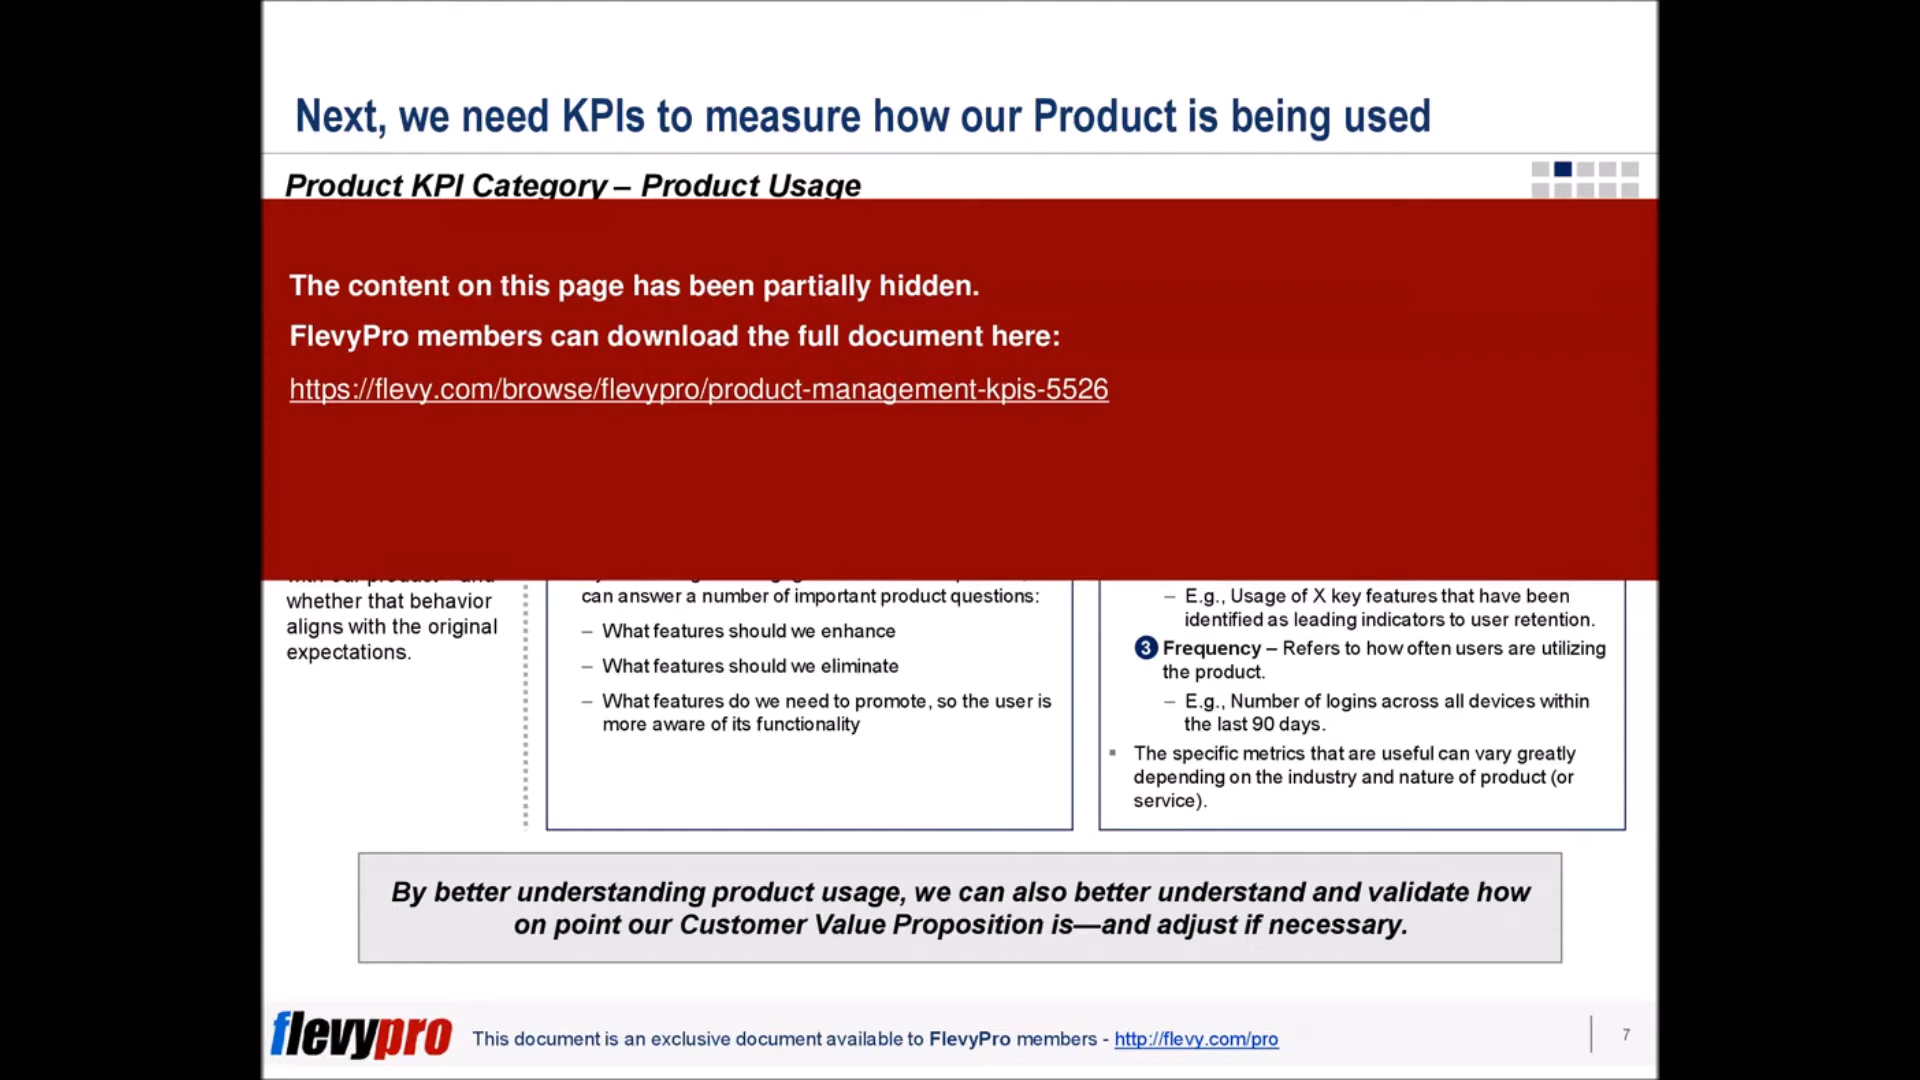 Next, we need KPIs to measure how our Product is being used
Product KPI Category – Product Usage
The content on this page has been partially hidden.
FlevyPro members can download the full document here:
https://flevy.com/browse/flevypro/product-management-kpis-5526
whether that behavior
aligns with the original
expectations.
can answer a number of important product questions:
– What features should we enhance
– What features should we eliminate
– What features do we need to promote, so the user is
more aware of its functionality
– E.g., Usage of X key features that have been
identified as leading indicators to user retention.
3 Frequency – Refers to how often users are utilizing
the product.
– E.g., Number of logins across all devices within
the last 90 days.
▪ The specific metrics that are useful can vary greatly
depending on the industry and nature of product (or
service).
By better understanding product usage, we can also better understand and validate how
on point our Customer Value Proposition is—and adjust if necessary.
flevypro
This document is an exclusive document available to FlevyPro members - http://flevy.com/pro
7